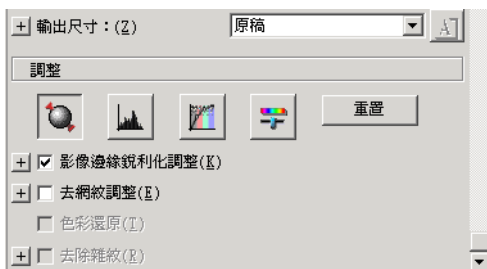 輸出尺寸：(Z) 原稿 A
調整
重置
影像邊緣銳利化調整(K)
去網紋調整(E)
色彩還原(T)
去除雜紋(R)